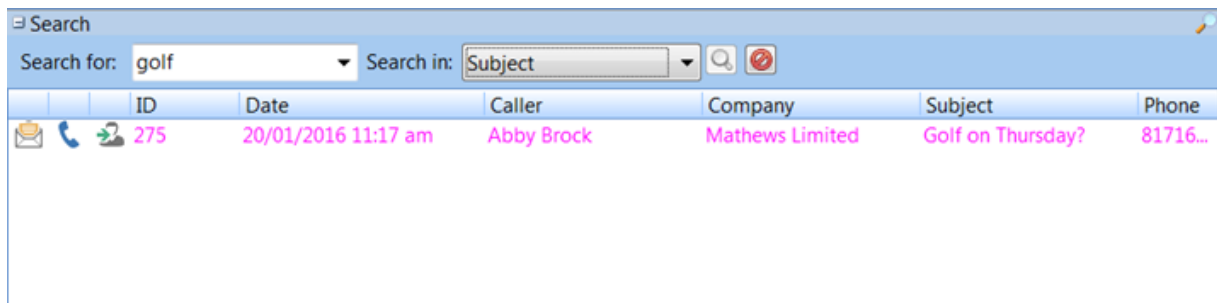 Search
Search for: golf Search in: Subject
ID Date Caller Company Subject Phone
275 20/01/2016 11:17 am Abby Brock Mathews Limited Golf on Thursday? 81716...